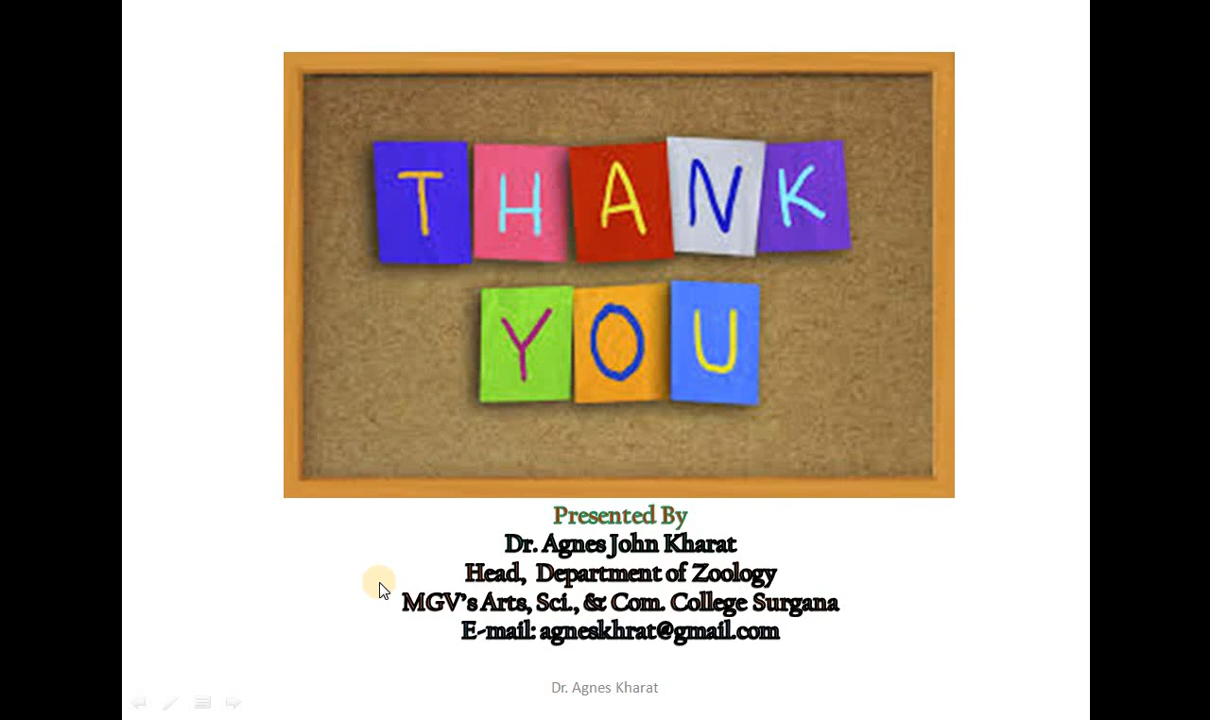 THANK
YOU
Presented By
Dr. Agnes John Kharat
Head, Department of Zoology
MGV's Arts, Sci., & Com. College Surgana
E-mail: agneskhrat@gmail.com
Dr. Agnes Kharat